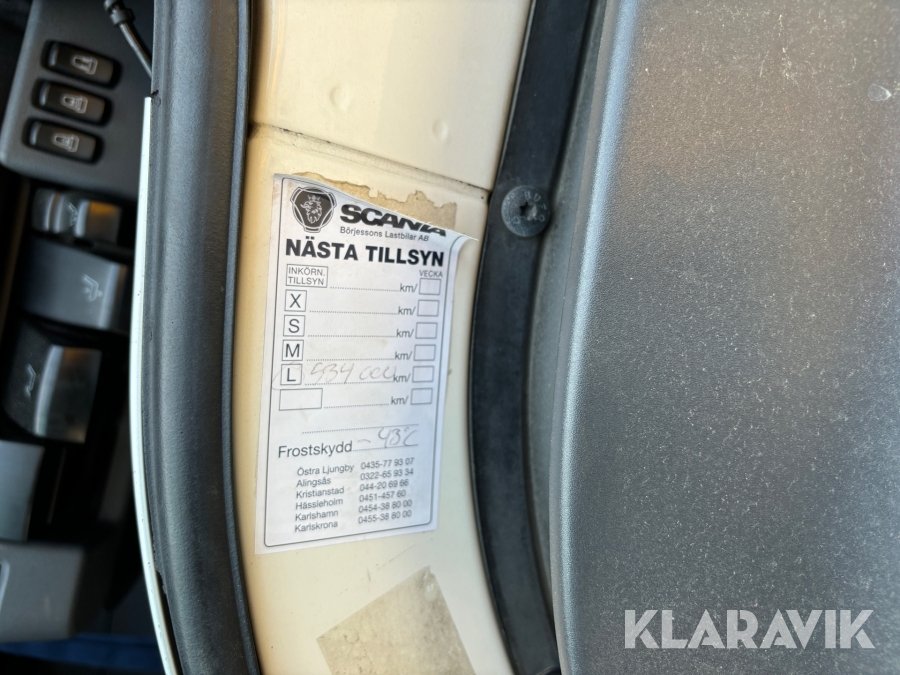 SCANIA
Börjessons Lastbilar AB
NÄSTA TILLSYN
VECKA
INKÖRN. TILLSYN km/
X km/
S km/
M km/
L 534 000 km/
km/
Frostskydd -43°C
Östra Ljungby 0435-77 93 07
Alingsås 0322-65 93 34
Kristianstad 044-20 69 66
Hässleholm 0451-457 60
Karlshamn 0454-38 80 00
Karlskrona 0455-38 80 00
KLARAVIK